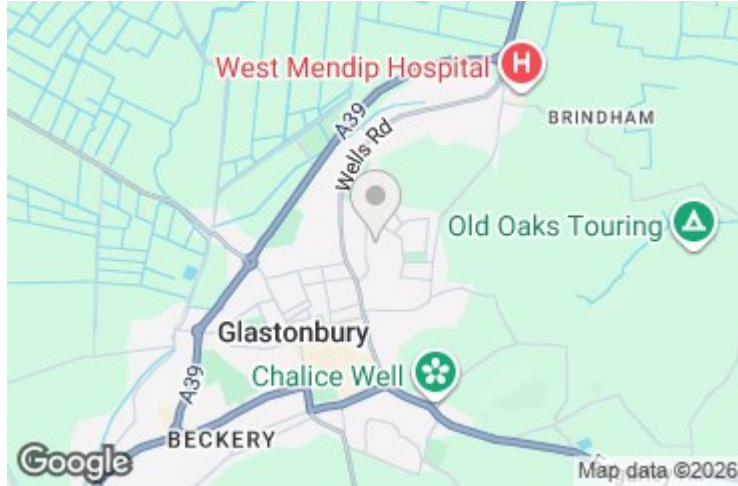 West Mendip Hospital
H
BRINDHAM
A39
Wells Rd
Old Oaks Touring
Glastonbury
Chalice Well
A39
BECKERY
Google
Map data ©2026